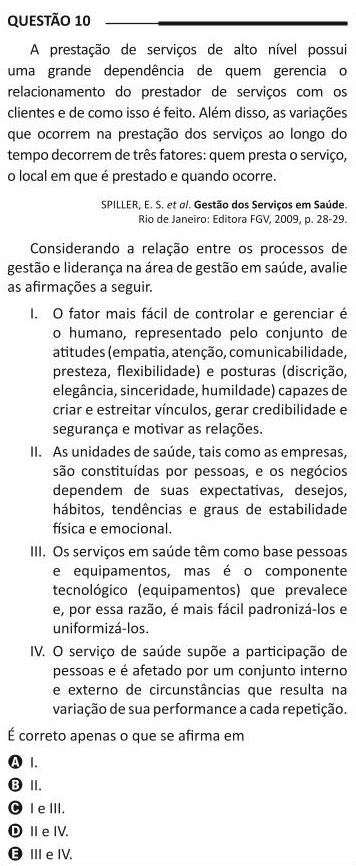 QUESTÃO 10
A prestação de serviços de alto nível possui
uma grande dependência de quem gerencia o
relacionamento do prestador de serviços com os
clientes e de como isso é feito. Além disso, as variações
que ocorrem na prestação dos serviços ao longo do
tempo decorrem de três fatores: quem presta o serviço,
o local em que é prestado e quando ocorre.
SPILLER, E. S. et al. Gestão dos Serviços em Saúde.
Rio de Janeiro: Editora FGV, 2009, p. 28-29.
Considerando a relação entre os processos de
gestão e liderança na área de gestão em saúde, avalie
as afirmações a seguir.
I. O fator mais fácil de controlar e gerenciar é
o humano, representado pelo conjunto de
atitudes (empatia, atenção, comunicabilidade,
presteza, flexibilidade) e posturas (discrição,
elegância, sinceridade, humildade) capazes de
criar e estreitar vínculos, gerar credibilidade e
segurança e motivar as relações.
II. As unidades de saúde, tais como as empresas,
são constituídas por pessoas, e os negócios
dependem de suas expectativas, desejos,
hábitos, tendências e graus de estabilidade
física e emocional.
III. Os serviços em saúde têm como base pessoas
e equipamentos, mas é o componente
tecnológico (equipamentos) que prevalece
e, por essa razão, é mais fácil padronizá-los e
uniformizá-los.
IV. O serviço de saúde supõe a participação de
pessoas e é afetado por um conjunto interno
e externo de circunstâncias que resulta na
variação de sua performance a cada repetição.
É correto apenas o que se afirma em
A I.
B II.
C I e III.
D II e IV.
E III e IV.